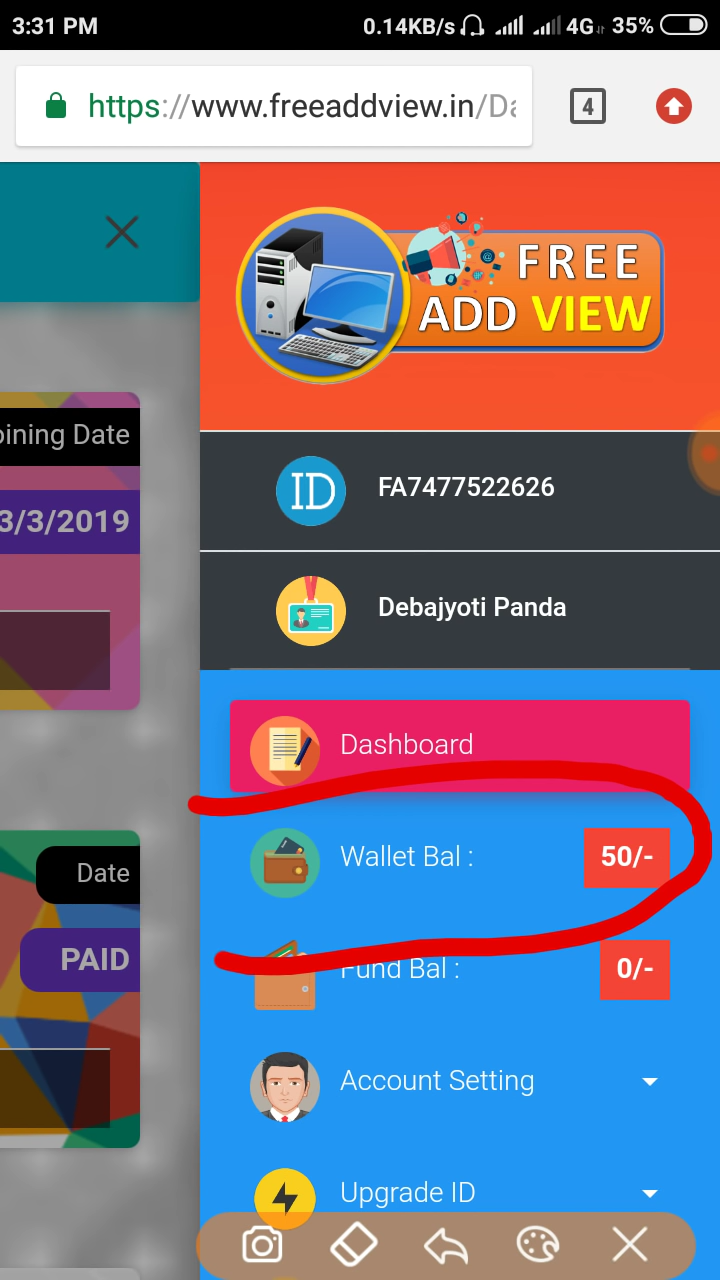 3:31 PM 0.14KB/s 4G 35%
https://www.freeaddview.in/Da
4
FREE
ADD VIEW
oining Date
ID FA7477522626
3/3/2019
Debajyoti Panda
Dashboard
Wallet Bal : 50/-
Date
PAID
Fund Bal : 0/-
Account Setting
Upgrade ID